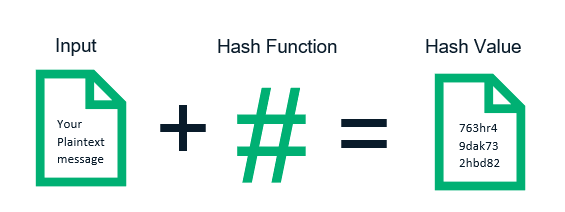 Input
Hash Function
Hash Value
Your
Plaintext
message
+
#
=
763hr4
9dak73
2hbd82